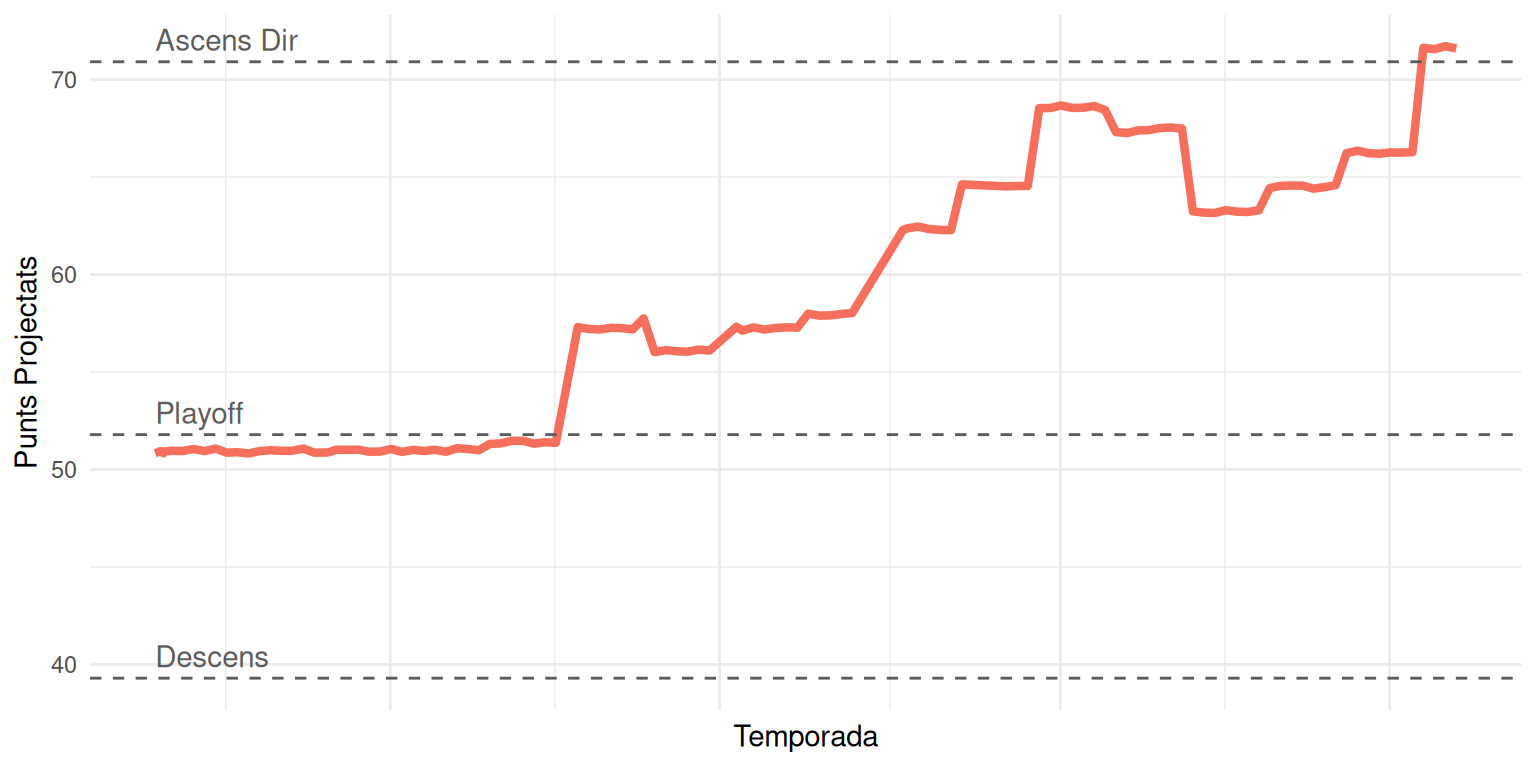 Ascens Dir
70
60
Punts Projectats
Playoff
50
Descens
40
Temporada